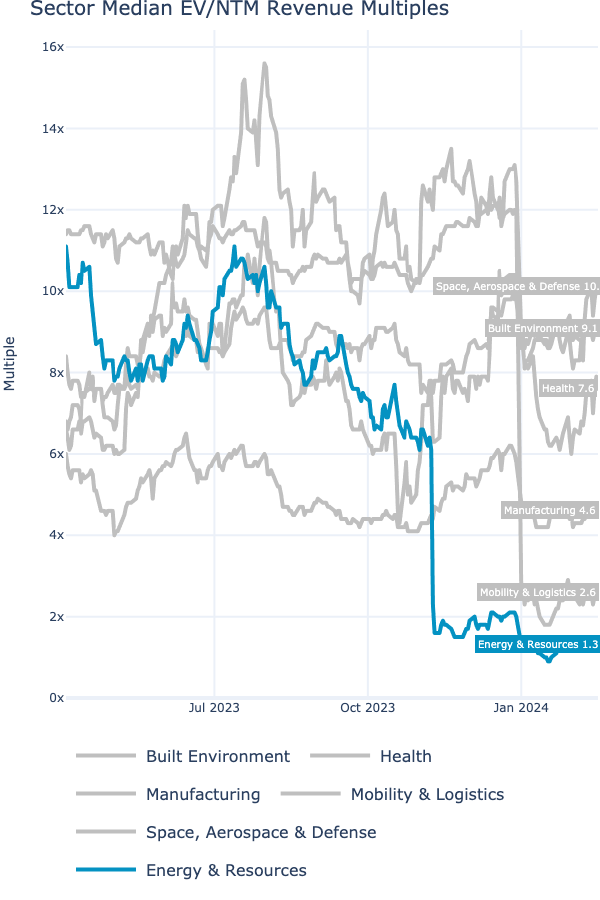 Sector Median EV/NTM Revenue Multiples
16x
14x
12x
10x
8x
6x
4x
2x
0x
Multiple
Space, Aerospace & Defense 10.
Built Environment 9.1
Health 7.6
Manufacturing 4.6
Mobility & Logistics 2.6
Energy & Resources 1.3
Jul 2023
Oct 2023
Jan 2024
Built Environment
Health
Manufacturing
Mobility & Logistics
Space, Aerospace & Defense
Energy & Resources